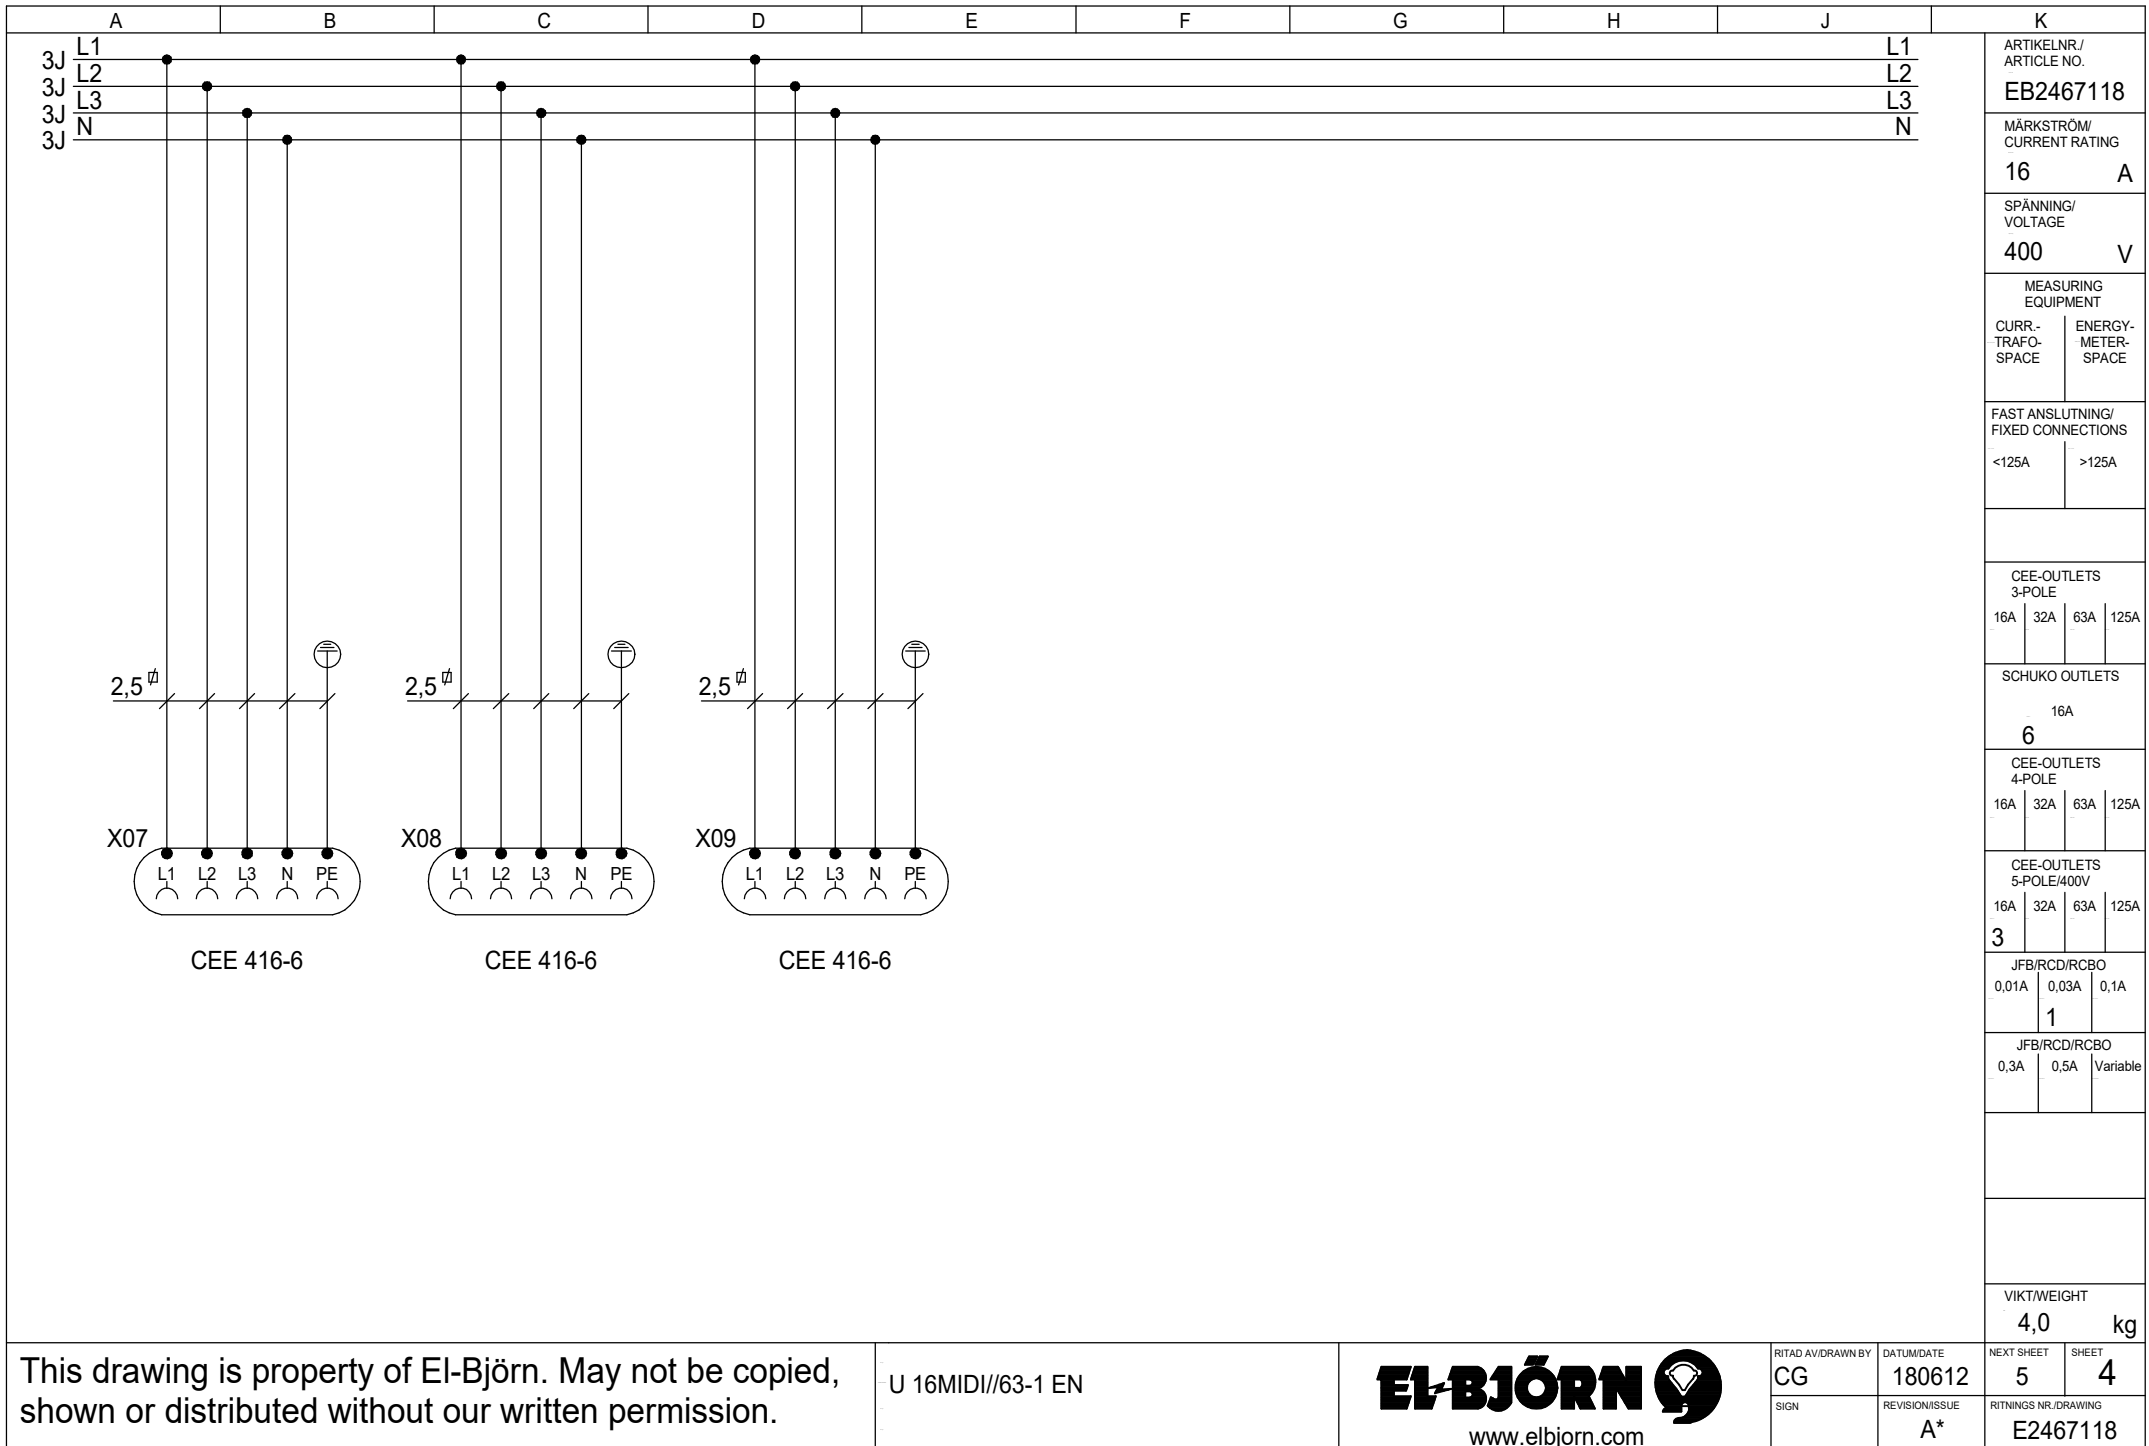 A B C D E F G H J K
3J L1 L1
3J L2 L2
3J L3 L3
3J N N
2,5 2,5 2,5
X07 X08 X09
L1 L2 L3 N PE L1 L2 L3 N PE L1 L2 L3 N PE
CEE 416-6 CEE 416-6 CEE 416-6
ARTIKELNR./
ARTICLE NO.
EB2467118
MÄRKSTRÖM/
CURRENT RATING
16 A
SPÄNNING/
VOLTAGE
400 V
MEASURING
EQUIPMENT
CURR.- ENERGY-
TRAFO- METER-
SPACE SPACE
FAST ANSLUTNING/
FIXED CONNECTIONS
<125A >125A
CEE-OUTLETS
3-POLE
16A 32A 63A 125A
SCHUKO OUTLETS
16A
6
CEE-OUTLETS
4-POLE
16A 32A 63A 125A
CEE-OUTLETS
5-POLE/400V
16A 32A 63A 125A
3
JFB/RCD/RCBO
0,01A 0,03A 0,1A
1
JFB/RCD/RCBO
0,3A 0,5A Variable
VIKT/WEIGHT
4,0 kg
This drawing is property of El-Björn. May not be copied,
shown or distributed without our written permission.
U 16MIDI//63-1 EN
EL-BJÖRN
www.elbjorn.com
RITAD AV/DRAWN BY
CG
DATUM/DATE
180612
NEXT SHEET
5
SHEET
4
SIGN
REVISION/ISSUE
A*
RITNINGS NR./DRAWING
E2467118